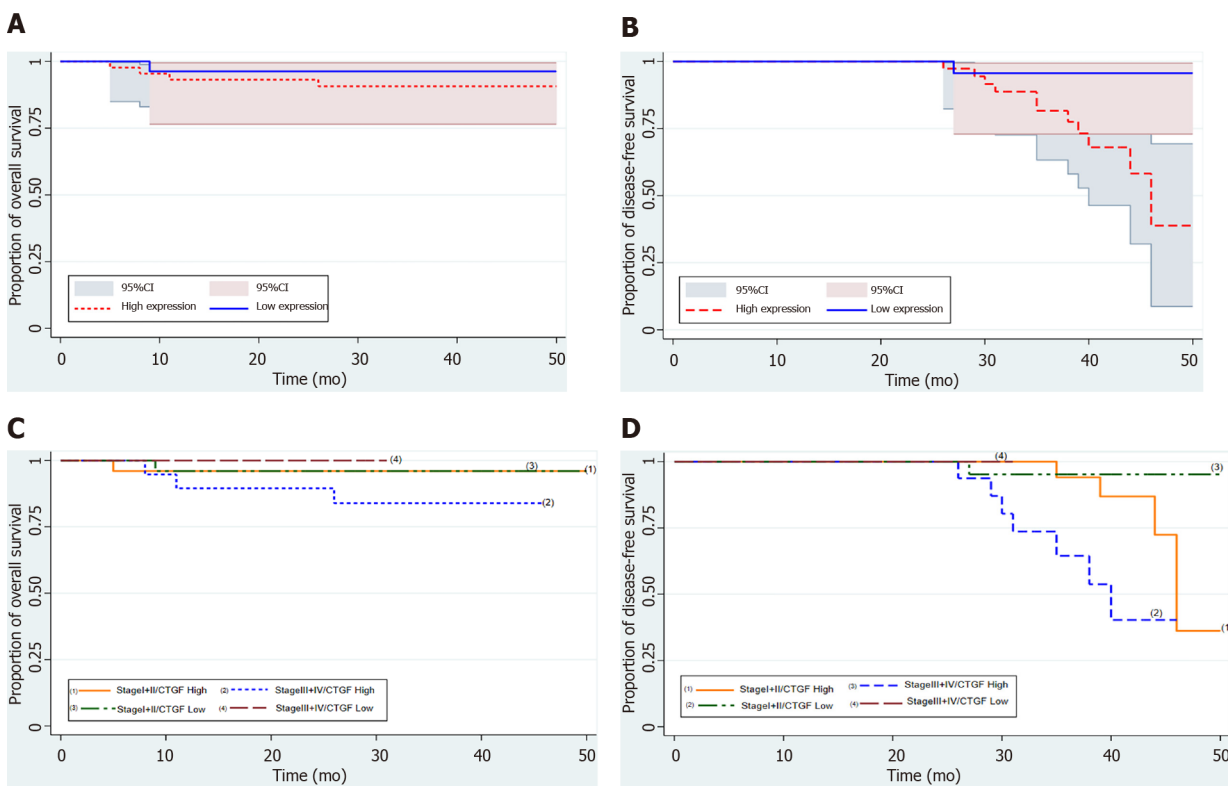 A
Proportion of overall survival
1
0.75
0.50
0.25
0
95%CI 95%CI
High expression Low expression
0 10 20 30 40 50
Time (mo)
B
Proportion of disease-free survival
1
0.75
0.50
0.25
0
95%CI 95%CI
High expression Low expression
0 10 20 30 40 50
Time (mo)
C
Proportion of overall survival
1
0.75
0.50
0.25
0
(4)
(3)
(1)
(2)
(1) StageI+II/CTGF High (2) StageIII+IV/CTGF High
(3) StageI+II/CTGF Low (4) StageIII+IV/CTGF Low
0 10 20 30 40 50
Time (mo)
D
Proportion of disease-free survival
1
0.75
0.50
0.25
0
(4)
(3)
(2)
(1
(1) StageI+II/CTGF High (3) StageIII+IV/CTGF High
(2) StageI+II/CTGF Low (4) StageIII+IV/CTGF Low
0 10 20 30 40 50
Time (mo)